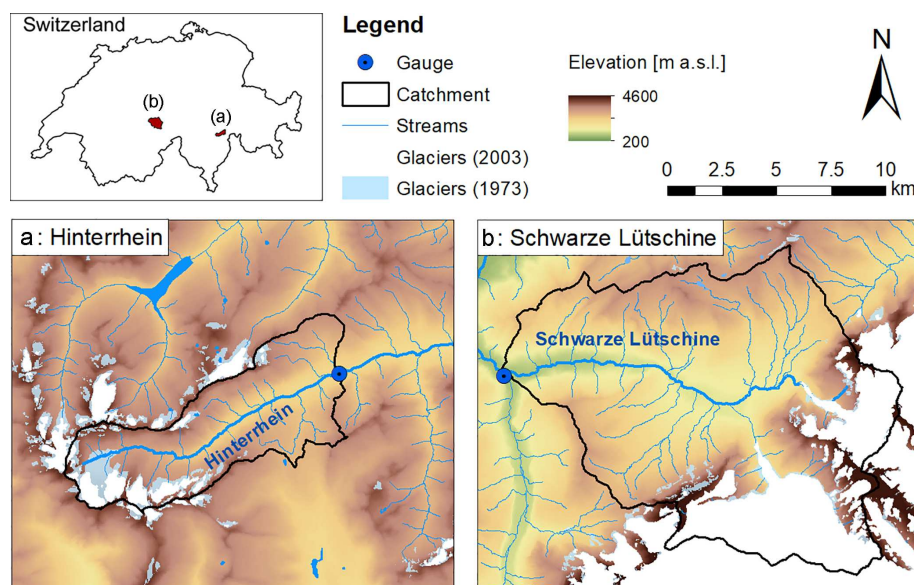 Switzerland
(b)
(a)
Legend
Gauge
Catchment
Streams
Glaciers (2003)
Glaciers (1973)
Elevation [m a.s.l.]
4600
200
N
0 2.5 5 7.5 10
km
a: Hinterrhein
Hinterrhein
b: Schwarze Lütschine
Schwarze Lütschine